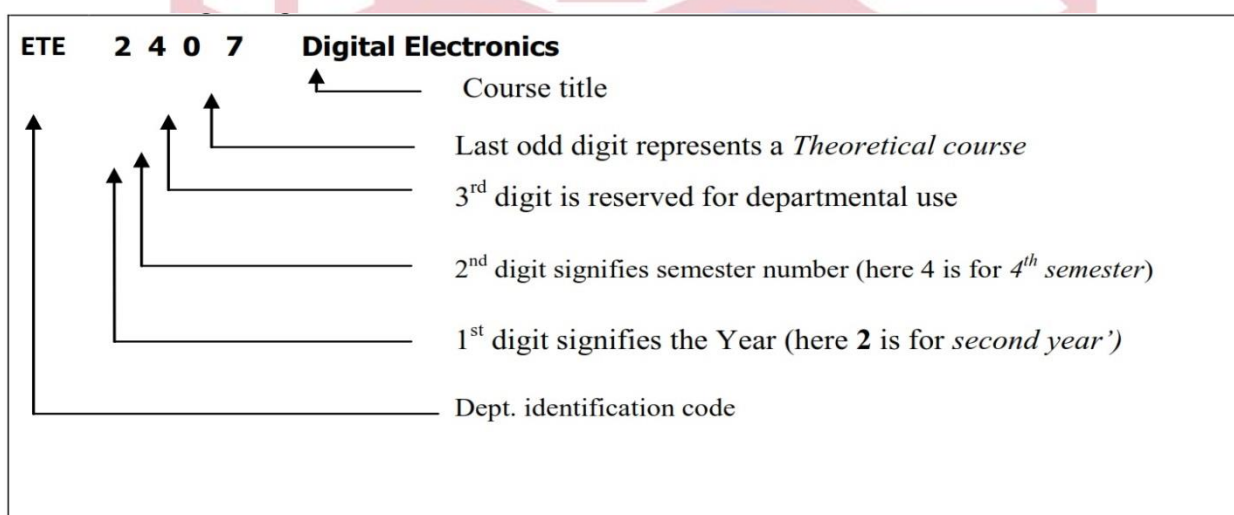 ETE 2 4 0 7 Digital Electronics
Course title
Last odd digit represents a Theoretical course
3rd digit is reserved for departmental use
2nd digit signifies semester number (here 4 is for 4th semester)
1st digit signifies the Year (here 2 is for second year’)
Dept. identification code